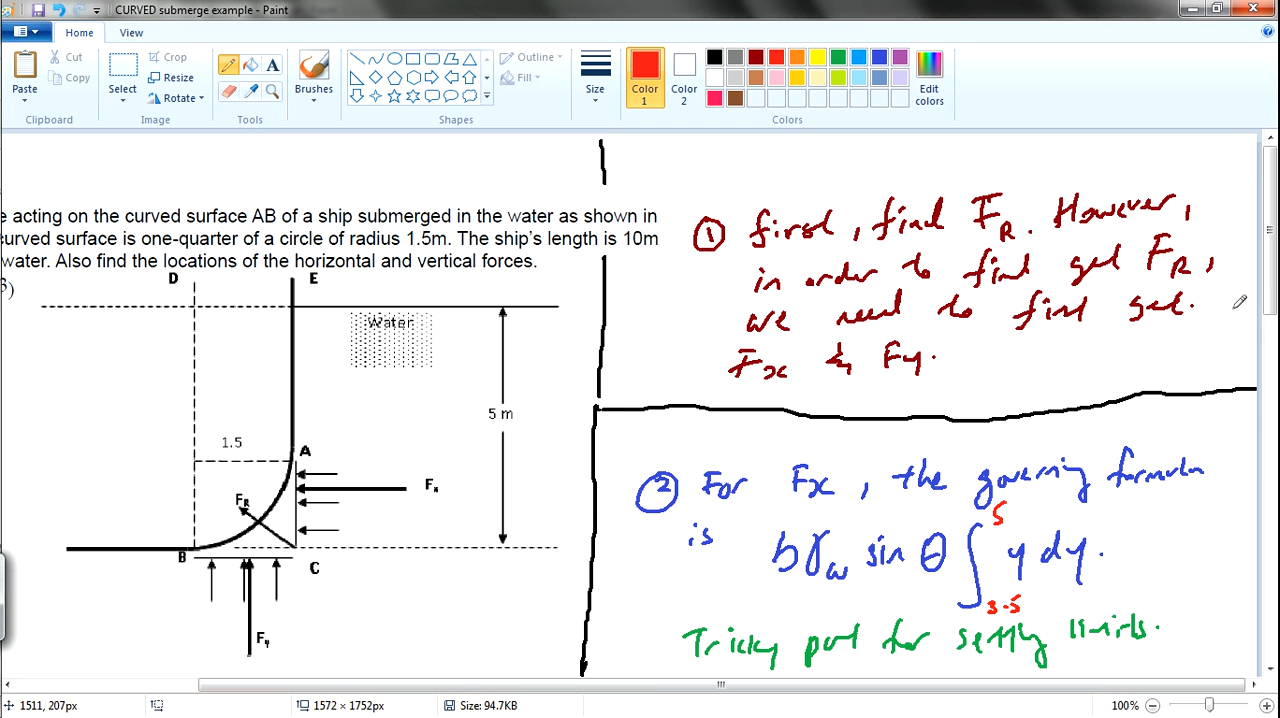 CURVED submerge example - Paint
Home
View
Paste
Cut
Copy
Clipboard
Select
Crop
Resize
Rotate
Image
A
Tools
Brushes
Shapes
Outline
Fill
Size
Color 1
Color 2
Edit colors
Colors
e acting on the curved surface AB of a ship submerged in the water as shown in
curved surface is one-quarter of a circle of radius 1.5m. The ship's length is 10m
water. Also find the locations of the horizontal and vertical forces.
3)
D
E
Water
5 m
1.5
A
Fx
FR
B
C
Fy
① first, find FR. However,
in order to find get FR,
we need to first get.
Fx & Fy.
② For Fx, the governing formula
is bγw sin θ ∫ 3.5 5 y dy.
Tricky part for setting limits.
1511, 207px
1572 × 1752px
Size: 94.7KB
100%